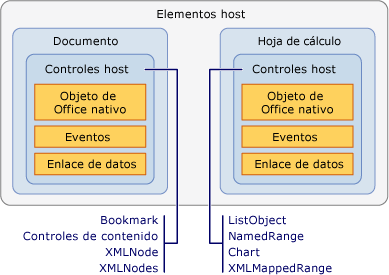 Elementos host
Documento
Controles host
Objeto de
Office nativo
Eventos
Enlace de datos
Hoja de cálculo
Controles host
Objeto de
Office nativo
Eventos
Enlace de datos
Bookmark
Controles de contenido
XMLNode
XMLNodes
ListObject
NamedRange
Chart
XMLMappedRange